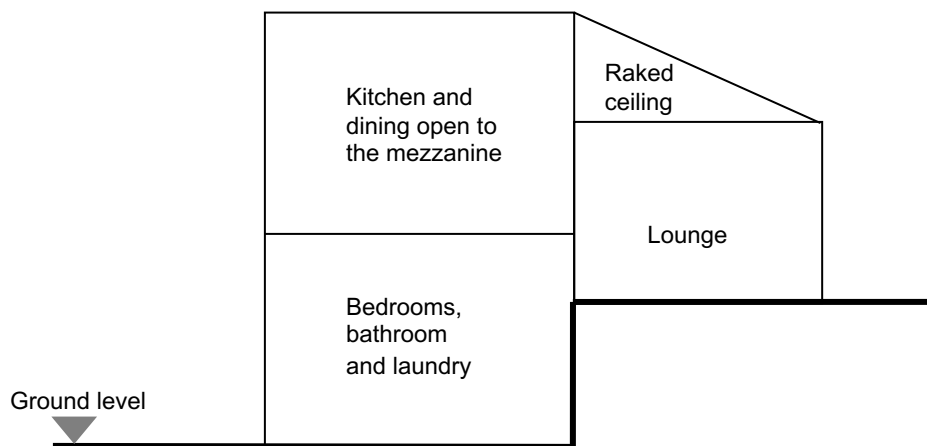 Kitchen and
dining open to
the mezzanine
Raked
ceiling
Lounge
Bedrooms,
bathroom
and laundry
Ground level